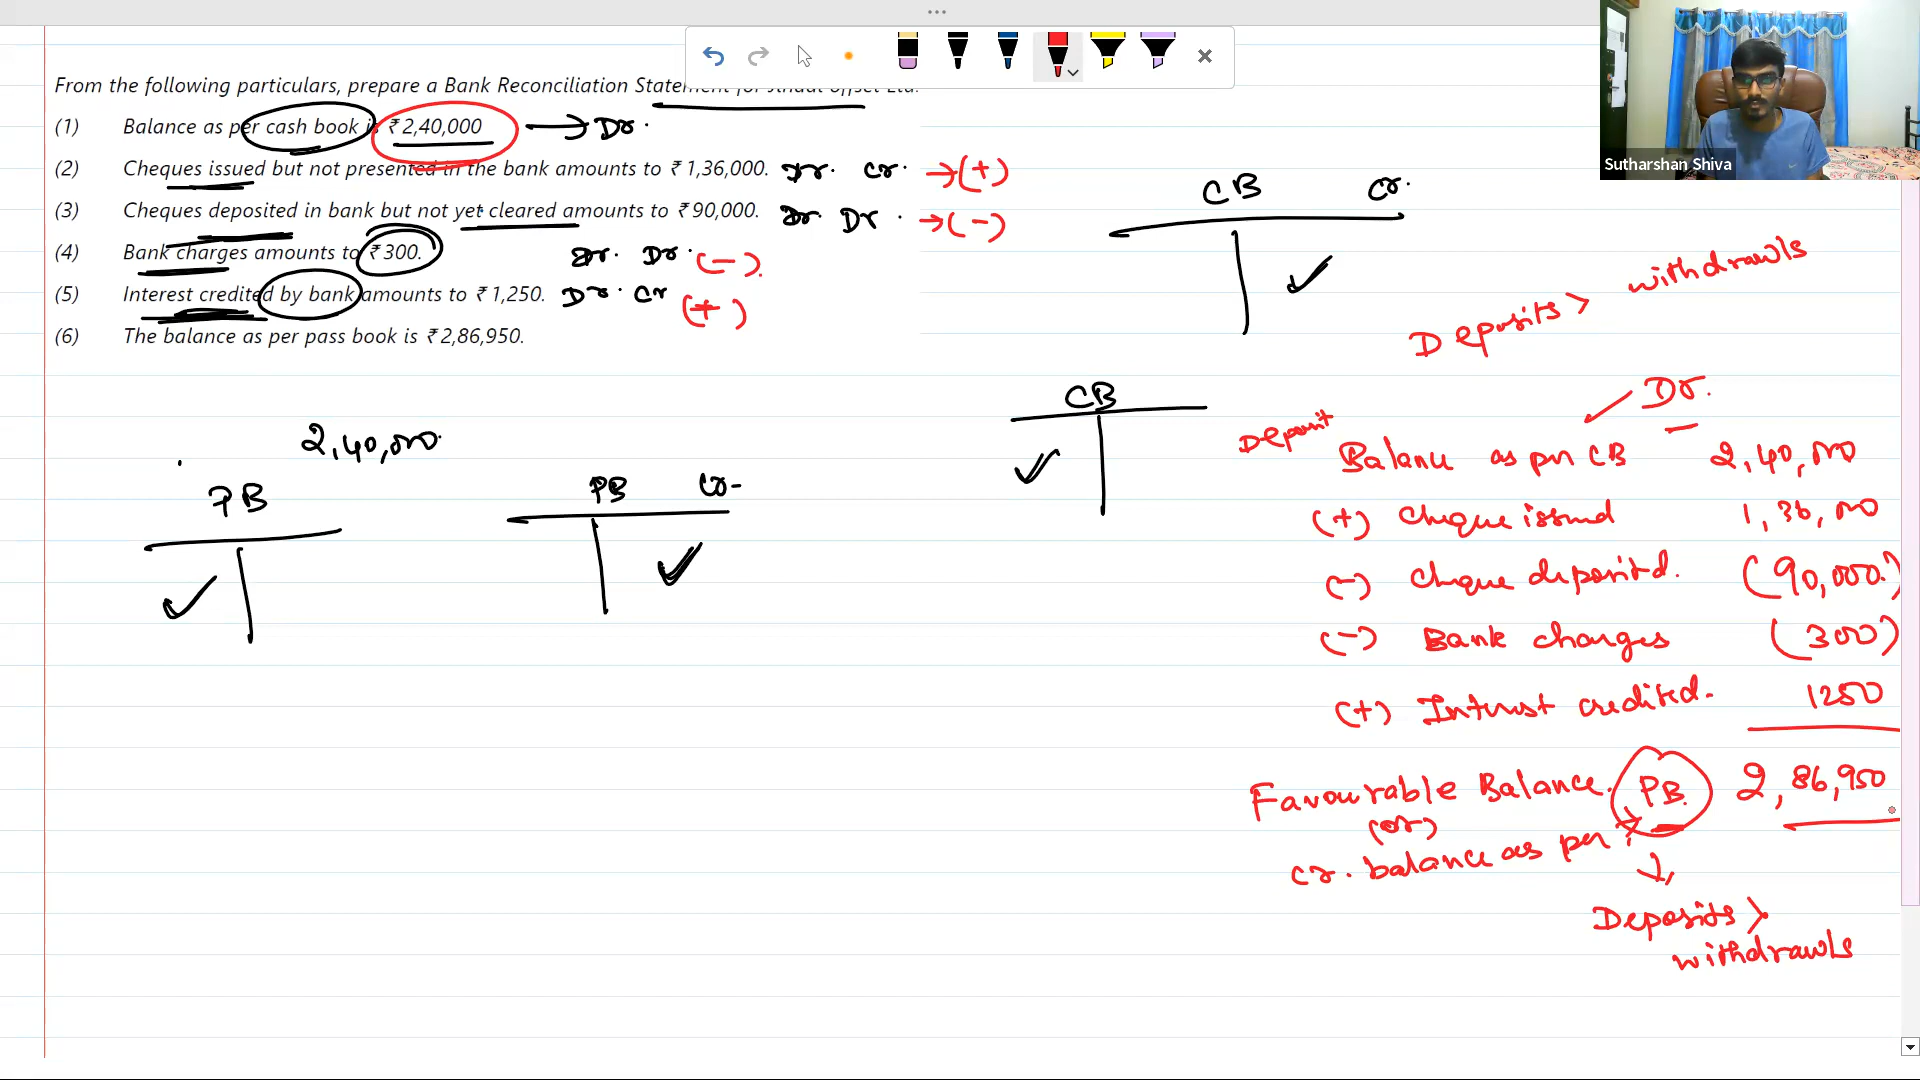 From the following particulars, prepare a Bank Reconciliation Statement for Jindal Offset Ltd.
(1) Balance as per cash book is ₹ 2,40,000 → Dr.
(2) Cheques issued but not presented in the bank amounts to ₹ 1,36,000. Dr. Cr. → (+)
(3) Cheques deposited in bank but not yet cleared amounts to ₹ 90,000. Dr. Dr. → (-)
(4) Bank charges amounts to ₹ 300. Dr. Dr. (-).
(5) Interest credited by bank amounts to ₹ 1,250. Dr. Cr (+)
(6) The balance as per pass book is ₹ 2,86,950.
Sutharshan Shiva
CB Cr.
Deposits > withdrawls
CB
2,40,000
PB
PB Cr-
Dr.
Deposit
Balance as per CB 2,40,000
(+) Cheque issued 1,36,000
(-) Cheque deposited. (90,000.)
(-) Bank charges (300)
(+) Interest credited. 1250
Favourable Balance. PB. 2,86,950
(or)
cr. balance as per
Deposits >
withdrawls